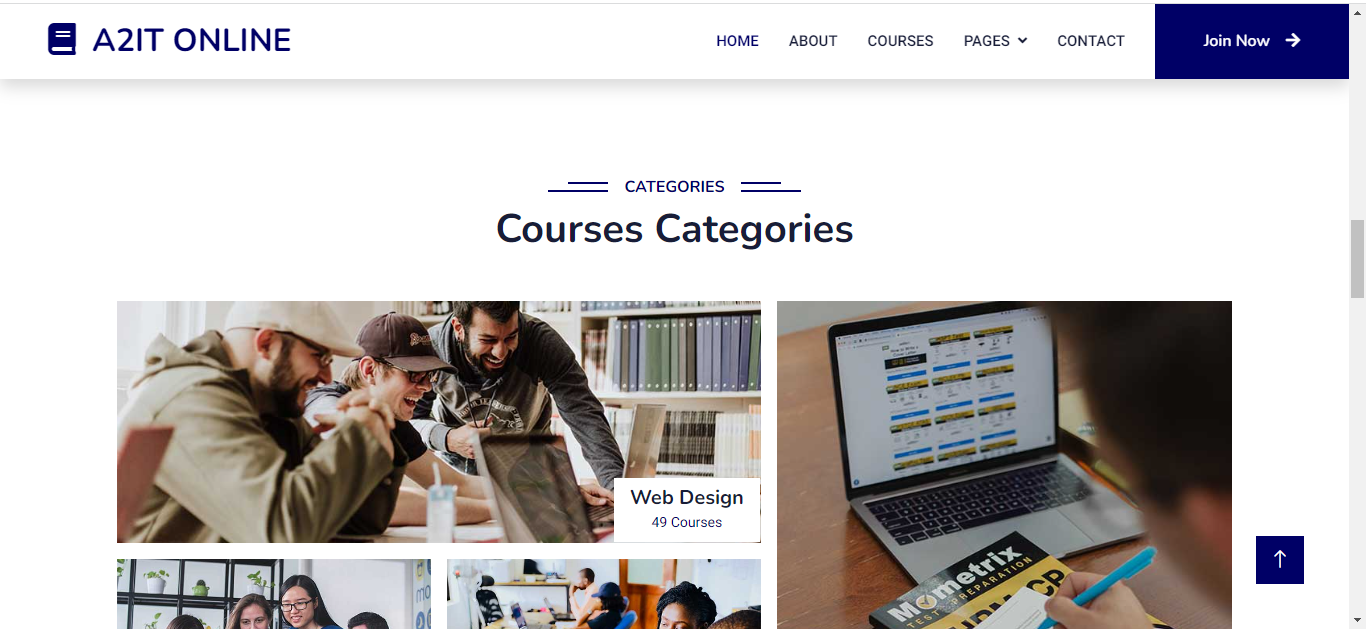 A2IT ONLINE
HOME ABOUT COURSES PAGES CONTACT Join Now
CATEGORIES
Courses Categories
Web Design
49 Courses
Mometrix
TEST PREPARATION